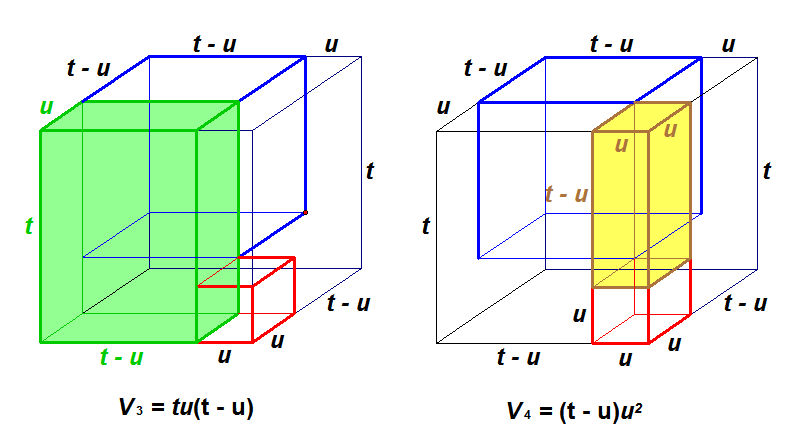 t - u u t - u u
t - u t - u
u u
u u
t t - u t
t t
u
t - u t - u
u u
t - u u t - u u
V₃ = tu(t - u) V₄ = (t - u)u²